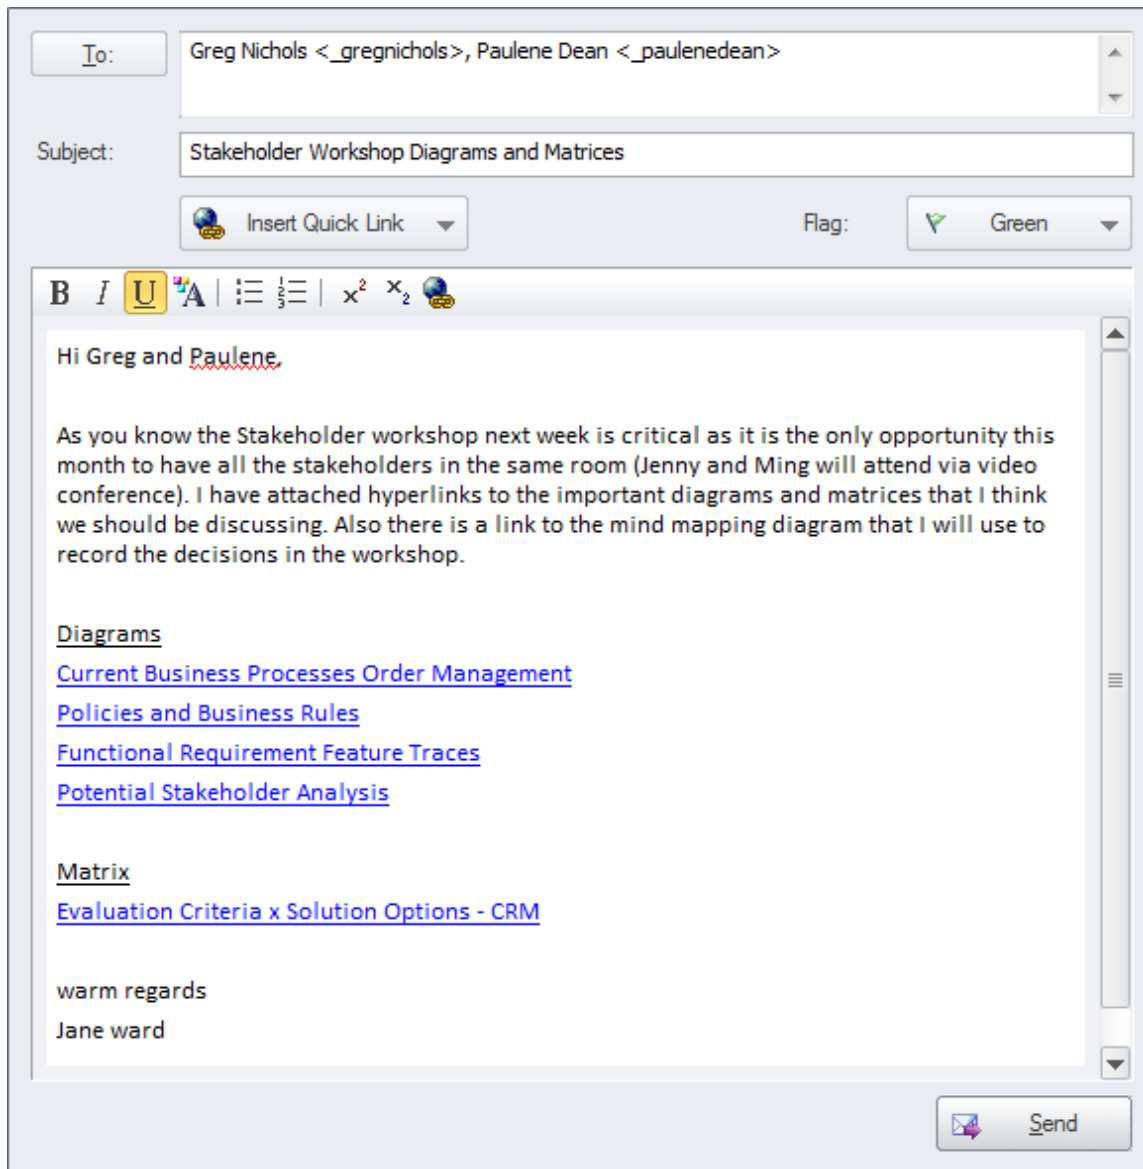 To:
Greg Nichols <_gregnichols>, Paulene Dean <_paulenedean>
Subject:
Stakeholder Workshop Diagrams and Matrices
Insert Quick Link
Flag:
Green
B I U A x² x₂
Hi Greg and Paulene,
As you know the Stakeholder workshop next week is critical as it is the only opportunity this
month to have all the stakeholders in the same room (Jenny and Ming will attend via video
conference). I have attached hyperlinks to the important diagrams and matrices that I think
we should be discussing. Also there is a link to the mind mapping diagram that I will use to
record the decisions in the workshop.
Diagrams
Current Business Processes Order Management
Policies and Business Rules
Functional Requirement Feature Traces
Potential Stakeholder Analysis
Matrix
Evaluation Criteria x Solution Options - CRM
warm regards
Jane ward
Send